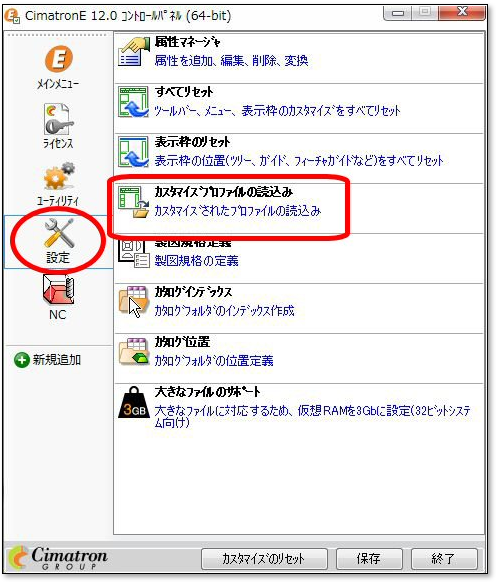 CimatronE 12.0 ｺﾝﾄﾛｰﾙﾊﾟﾈﾙ (64-bit)
ﾒｲﾝﾒﾆｭｰ
ﾗｲｾﾝｽ
ﾕｰﾃｨﾘﾃｨ
設定
NC
新規追加
属性ﾏﾈｰｼﾞｬ
属性を追加、編集、削除、変換
すべてﾘｾｯﾄ
ﾂｰﾙﾊﾞｰ、ﾒﾆｭｰ、表示枠のｶｽﾀﾏｲｽﾞをすべてﾘｾｯﾄ
表示枠のﾘｾｯﾄ
表示枠の位置(ﾂﾘｰ、ｶﾞｲﾄﾞ、ﾌｨｰﾁｬｶﾞｲﾄﾞなど)をすべてﾘｾｯﾄ
ｶｽﾀﾏｲｽﾞﾌﾟﾛﾌｧｲﾙの読込み
ｶｽﾀﾏｲｽﾞされたﾌﾟﾛﾌｧｲﾙの読込み
製図規格定義
製図規格の定義
ｶﾀﾛｸﾞｲﾝﾃﾞｯｸｽ
ｶﾀﾛｸﾞﾌｫﾙﾀﾞのｲﾝﾃﾞｯｸｽ作成
ｶﾀﾛｸﾞ位置
ｶﾀﾛｸﾞﾌｫﾙﾀﾞの位置定義
3GB
大きなﾌｧｲﾙのｻﾎﾟｰﾄ
大きなﾌｧｲﾙに対応するため、仮想RAMを3Gbに設定(32ﾋﾞｯﾄｼｽﾃ
ﾑ向け)
Cimatron
GROUP
ｶｽﾀﾏｲｽﾞのﾘｾｯﾄ
保存
終了